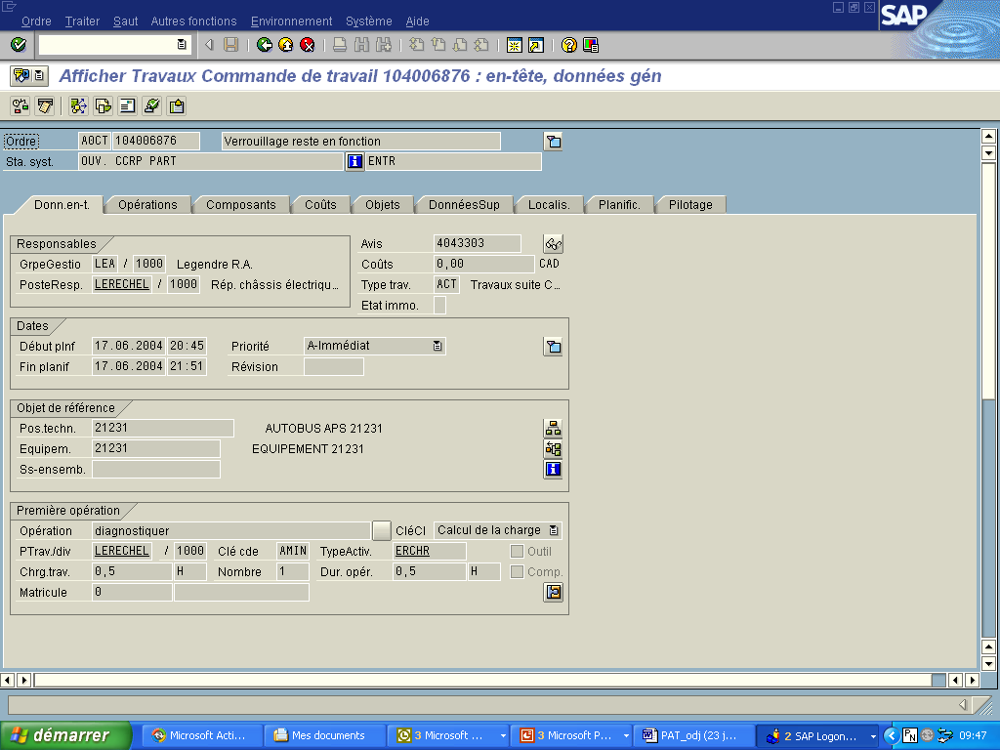 Ordre Traiter Saut Autres fonctions Environnement Système Aide
SAP
Afficher Travaux Commande de travail 104006876 : en-tête, données gén
Ordre AOCT 104006876 Verrouillage reste en fonction
Sta. syst. OUV. CCRP PART ENTR
Donn.en-t. Opérations Composants Coûts Objets DonnéesSup Localis. Planific. Pilotage
Responsables
GrpeGestio LEA / 1000 Legendre R.A.
PosteResp. LERECHEL / 1000 Rép. châssis électriqu...
Avis 4043303
Coûts 0,00 CAD
Type trav. ACT Travaux suite C...
Etat immo.
Dates
Début plnf 17.06.2004 20:45 Priorité A-Immédiat
Fin planif 17.06.2004 21:51 Révision
Objet de référence
Pos.techn. 21231 AUTOBUS APS 21231
Equipem. 21231 EQUIPEMENT 21231
Ss-ensemb.
Première opération
Opération diagnostiquer CléCl Calcul de la charge
PTrav./div LERECHEL / 1000 Clé cde AMIN TypeActiv. ERCHR Outil
Chrg.trav. 0,5 H Nombre 1 Dur. opér. 0,5 H Comp.
Matricule 0
démarrer Microsoft Acti... Mes documents 3 Microsoft ... 3 Microsoft P... PAT_odj (23 j... 2 SAP Logon... 09:47